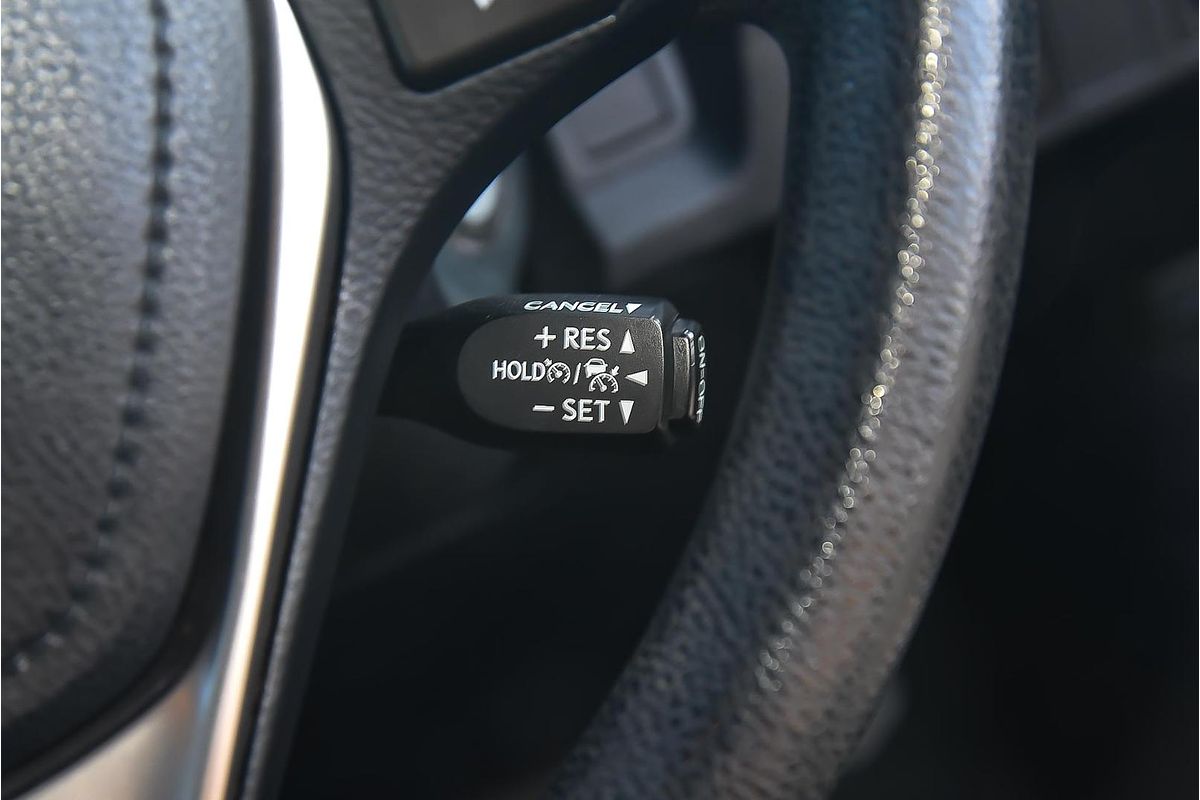 CANCEL▼
+ RES ▲
HOLD / ◀
− SET ▼
ON-OFF